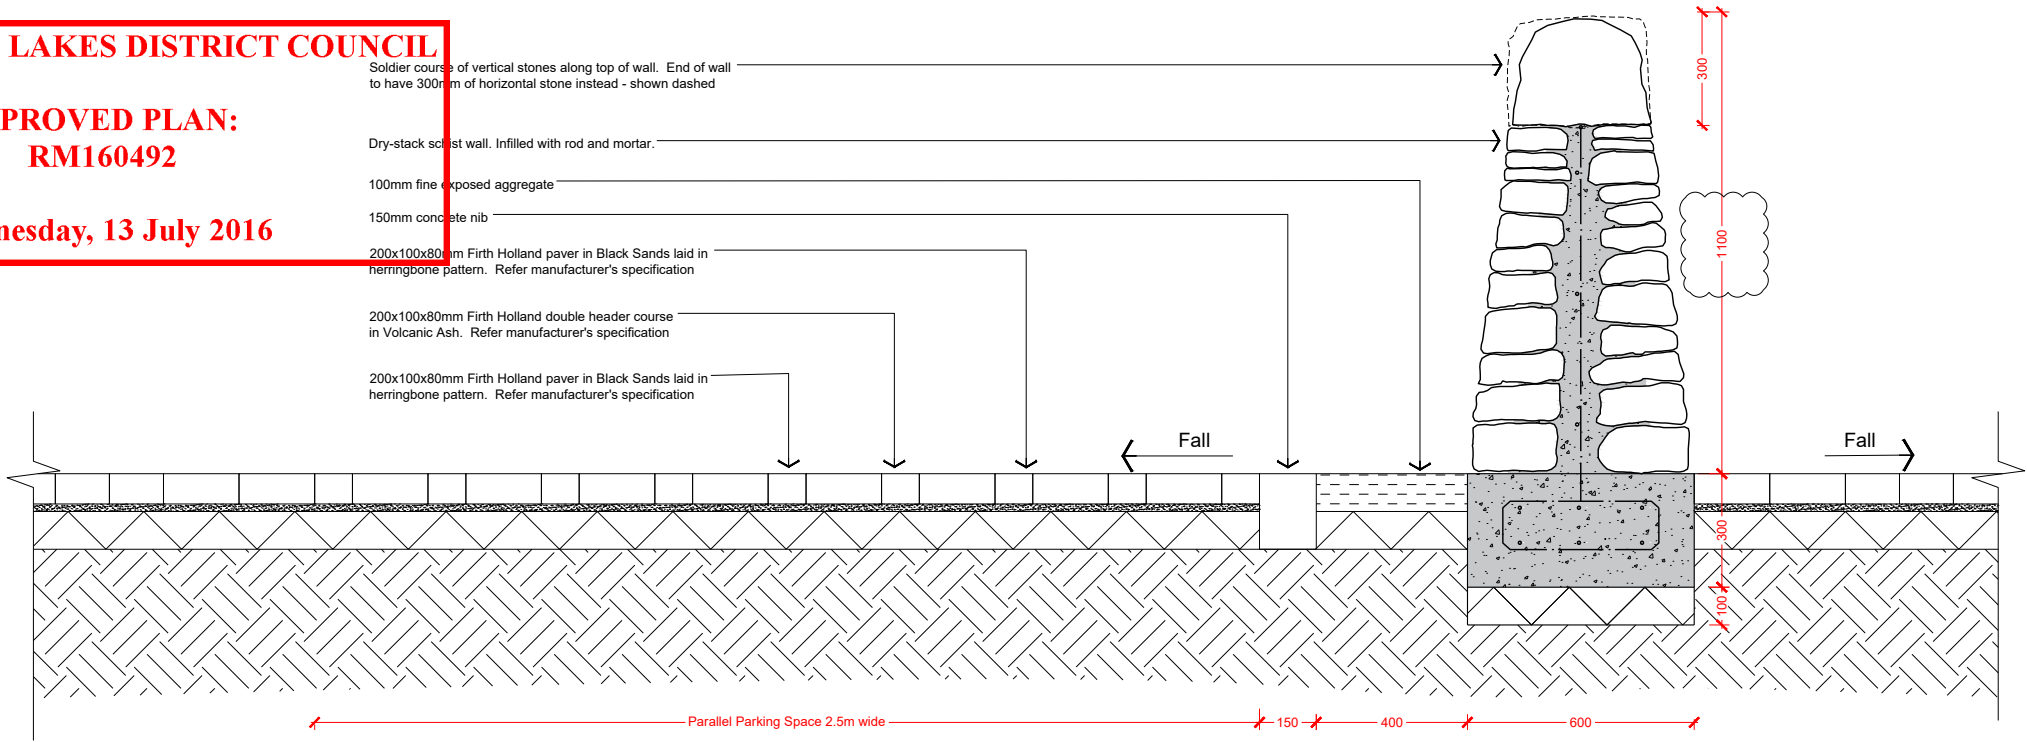 LAKES DISTRICT COUNCIL
PROVED PLAN:
RM160492
nesday, 13 July 2016
Soldier course of vertical stones along top of wall. End of wall
to have 300mm of horizontal stone instead - shown dashed
Dry-stack schist wall. Infilled with rod and mortar.
100mm fine exposed aggregate
150mm concrete nib
200x100x80mm Firth Holland paver in Black Sands laid in
herringbone pattern. Refer manufacturer's specification
200x100x80mm Firth Holland double header course
in Volcanic Ash. Refer manufacturer's specification
200x100x80mm Firth Holland paver in Black Sands laid in
herringbone pattern. Refer manufacturer's specification
300
1100
Fall
Fall
300
100
Parallel Parking Space 2.5m wide
150
400
600